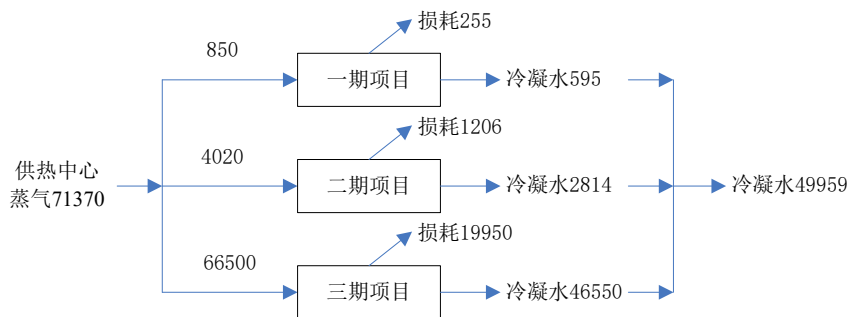 损耗255
850
一期项目
冷凝水595
损耗1206
4020
供热中心
蒸气71370
二期项目
冷凝水2814
冷凝水49959
损耗19950
66500
三期项目
冷凝水46550